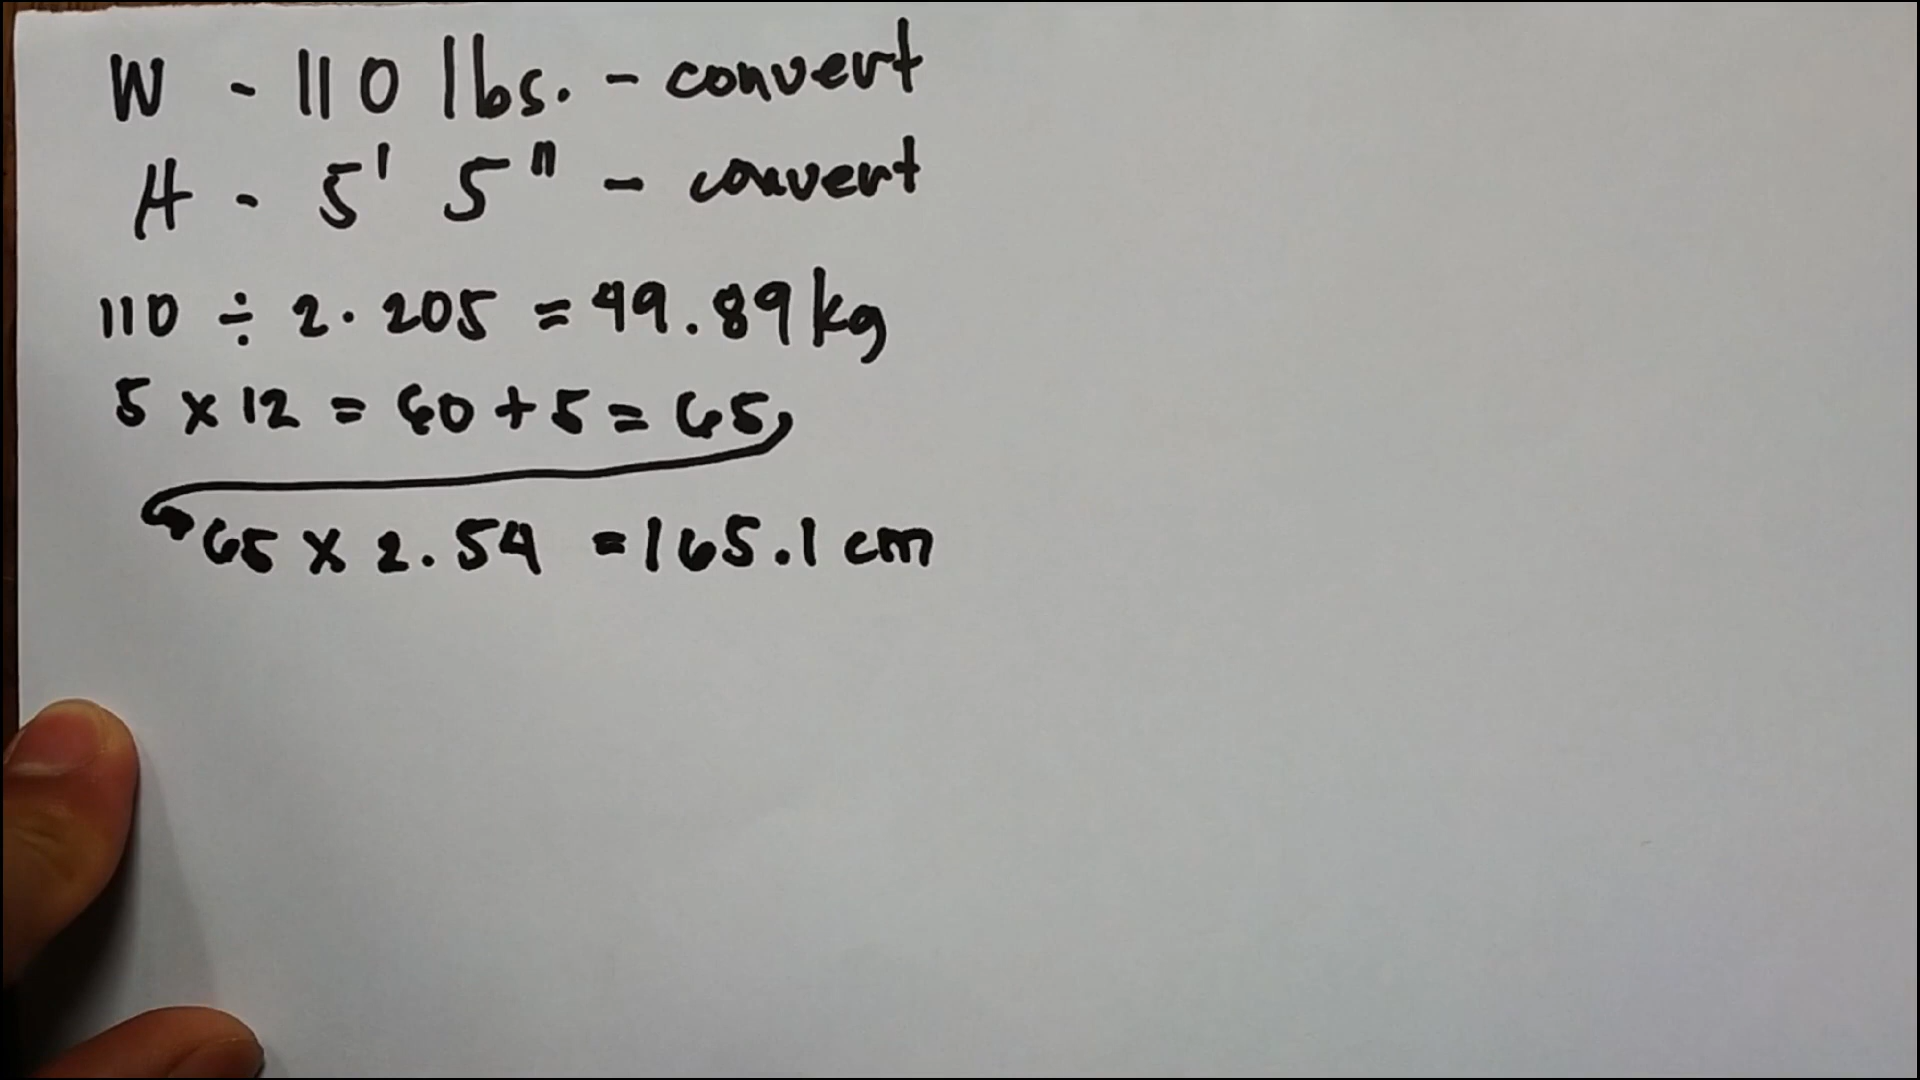 W - 110 lbs. - convert
H - 5' 5" - convert
110 ÷ 2.205 = 49.89 kg
5 x 12 = 60 + 5 = 65
65 x 2.54 = 165.1 cm